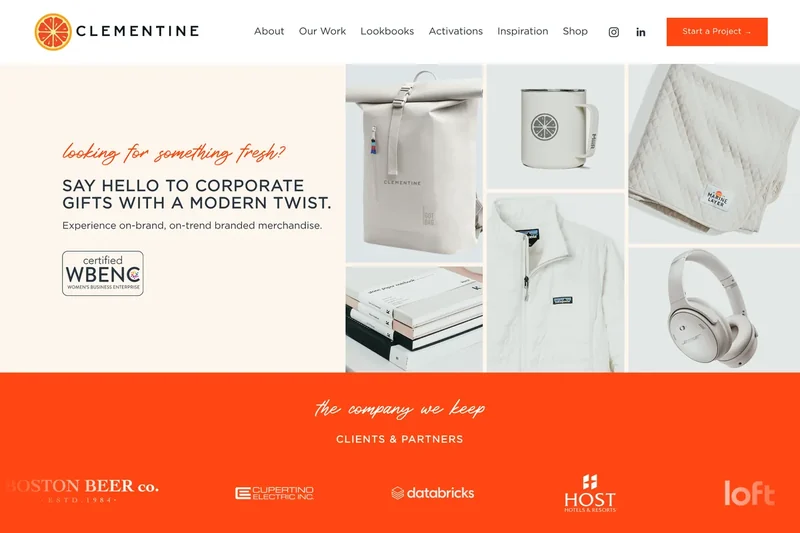 CLEMENTINE
About
Our Work
Lookbooks
Activations
Inspiration
Shop
in
Start a Project →
looking for something fresh?
SAY HELLO TO CORPORATE
GIFTS WITH A MODERN TWIST.
Experience on-brand, on-trend branded merchandise.
certified
WBENC
WOMEN'S BUSINESS ENTERPRISE
CLEMENTINE
MiiR
MARINE
LAYER
the company we keep
CLIENTS & PARTNERS
BOSTON BEER co.
ESTD. 1984
CUPERTINO
ELECTRIC INC.
databricks
HOST
HOTELS & RESORTS
loft